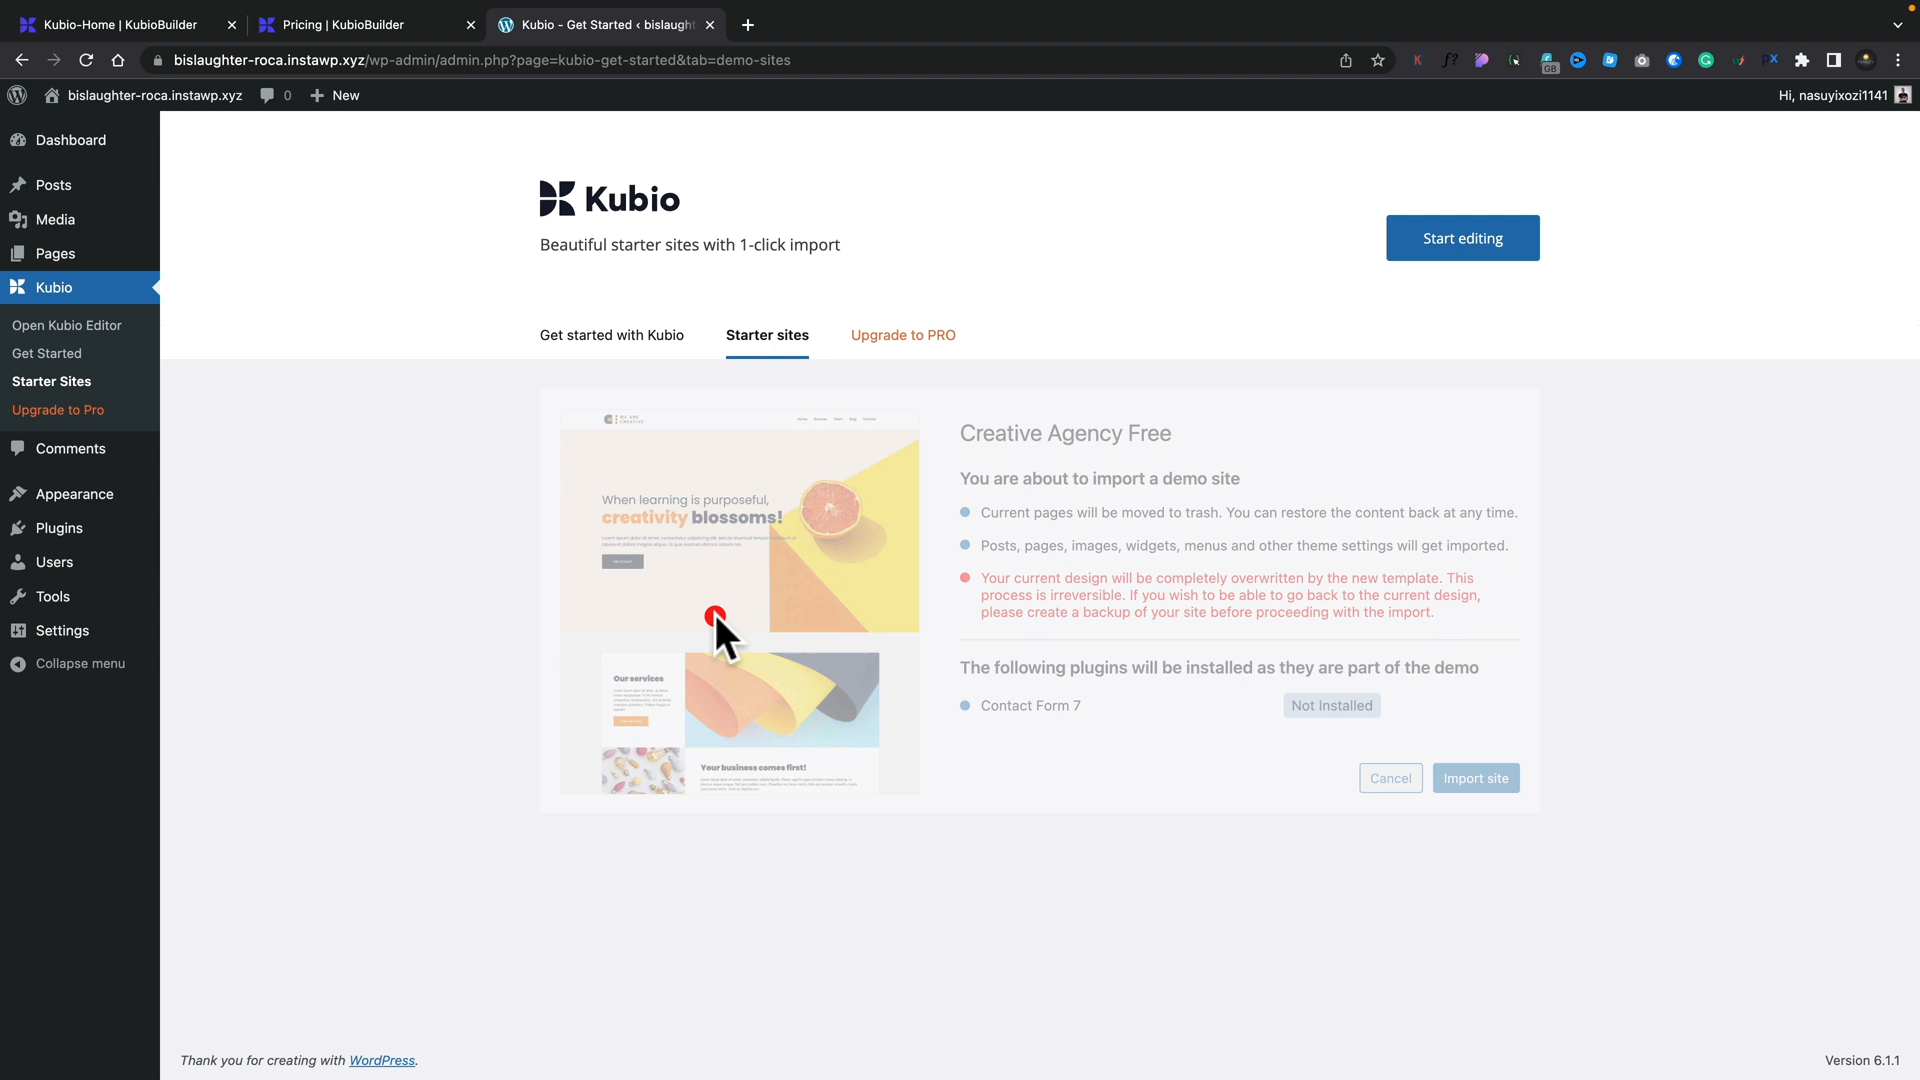 Kubio-Home | KubioBuilder
Pricing | KubioBuilder
Kubio - Get Started ‹ bislaught
bislaughter-roca.instawp.xyz/wp-admin/admin.php?page=kubio-get-started&tab=demo-sites
GB
bislaughter-roca.instawp.xyz
0
New
Hi, nasuyixozi1141
Dashboard
Posts
Media
Pages
Kubio
Open Kubio Editor
Get Started
Starter Sites
Upgrade to Pro
Comments
Appearance
Plugins
Users
Tools
Settings
Collapse menu
Kubio
Beautiful starter sites with 1-click import
Start editing
Get started with Kubio
Starter sites
Upgrade to PRO
WE ARE
CREATIVE
When learning is purposeful,
creativity blossoms!
Our services
Your business comes first!
Creative Agency Free
You are about to import a demo site
Current pages will be moved to trash. You can restore the content back at any time.
Posts, pages, images, widgets, menus and other theme settings will get imported.
Your current design will be completely overwritten by the new template. This
process is irreversible. If you wish to be able to go back to the current design,
please create a backup of your site before proceeding with the import.
The following plugins will be installed as they are part of the demo
Contact Form 7
Not Installed
Cancel
Import site
Thank you for creating with WordPress.
Version 6.1.1